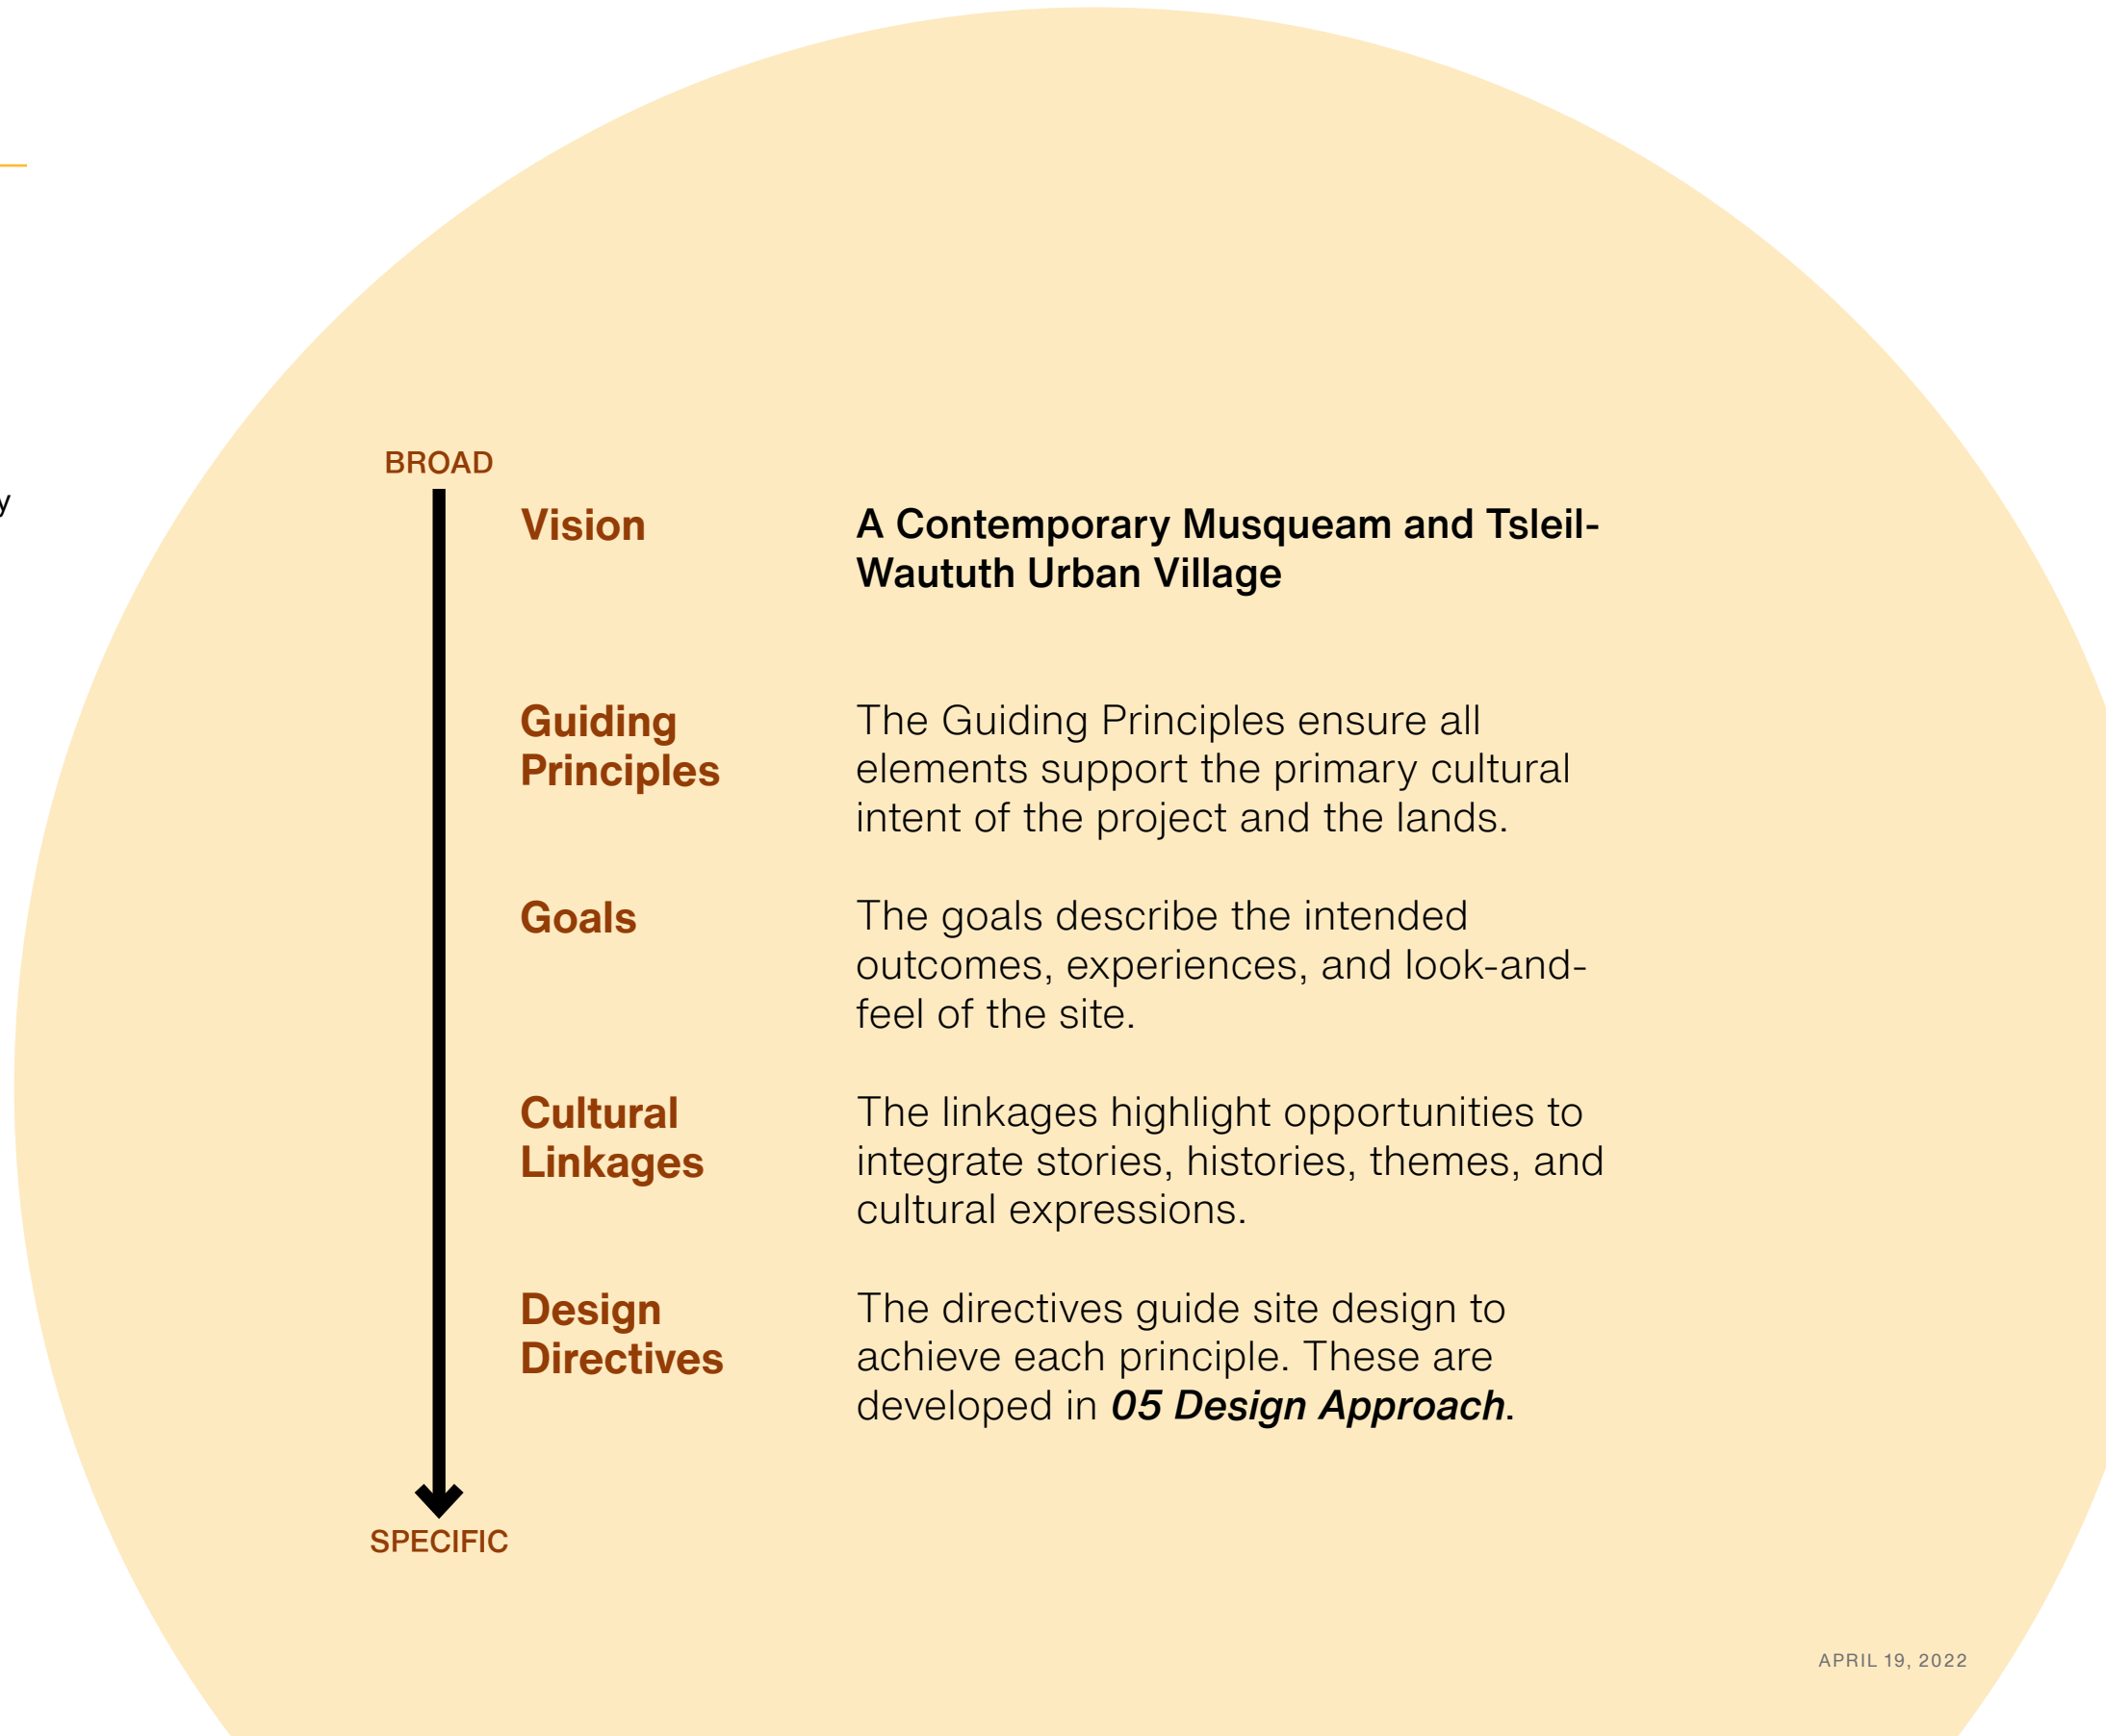 y
BROAD
Vision
A Contemporary Musqueam and Tsleil-
Waututh Urban Village
Guiding
Principles
The Guiding Principles ensure all
elements support the primary cultural
intent of the project and the lands.
Goals
The goals describe the intended
outcomes, experiences, and look-and-
feel of the site.
Cultural
Linkages
The linkages highlight opportunities to
integrate stories, histories, themes, and
cultural expressions.
Design
Directives
The directives guide site design to
achieve each principle. These are
developed in 05 Design Approach.
SPECIFIC
APRIL 19, 2022